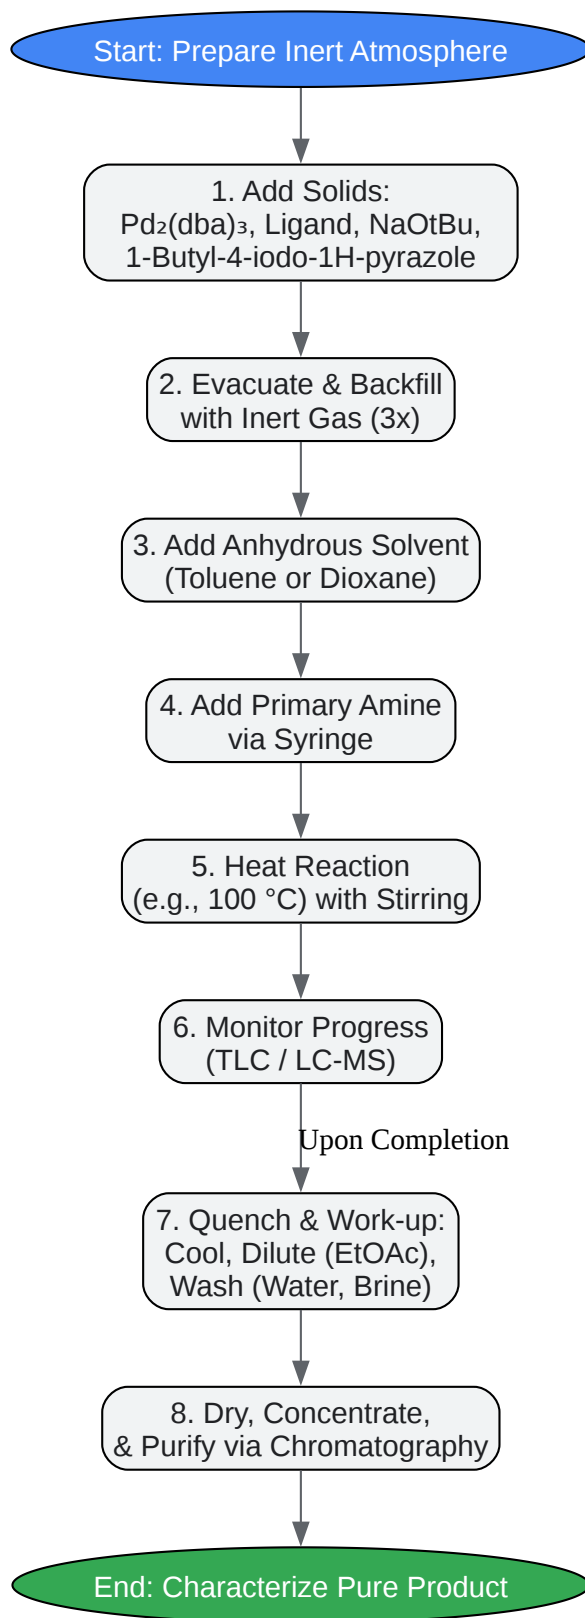 Start: Prepare Inert Atmosphere
1. Add Solids:
Pd₂(dba)₃, Ligand, NaOtBu,
1-Butyl-4-iodo-1H-pyrazole
2. Evacuate & Backfill
with Inert Gas (3x)
3. Add Anhydrous Solvent
(Toluene or Dioxane)
4. Add Primary Amine
via Syringe
5. Heat Reaction
(e.g., 100 °C) with Stirring
6. Monitor Progress
(TLC / LC-MS)
Upon Completion
7. Quench & Work-up:
Cool, Dilute (EtOAc),
Wash (Water, Brine)
8. Dry, Concentrate,
& Purify via Chromatography
End: Characterize Pure Product